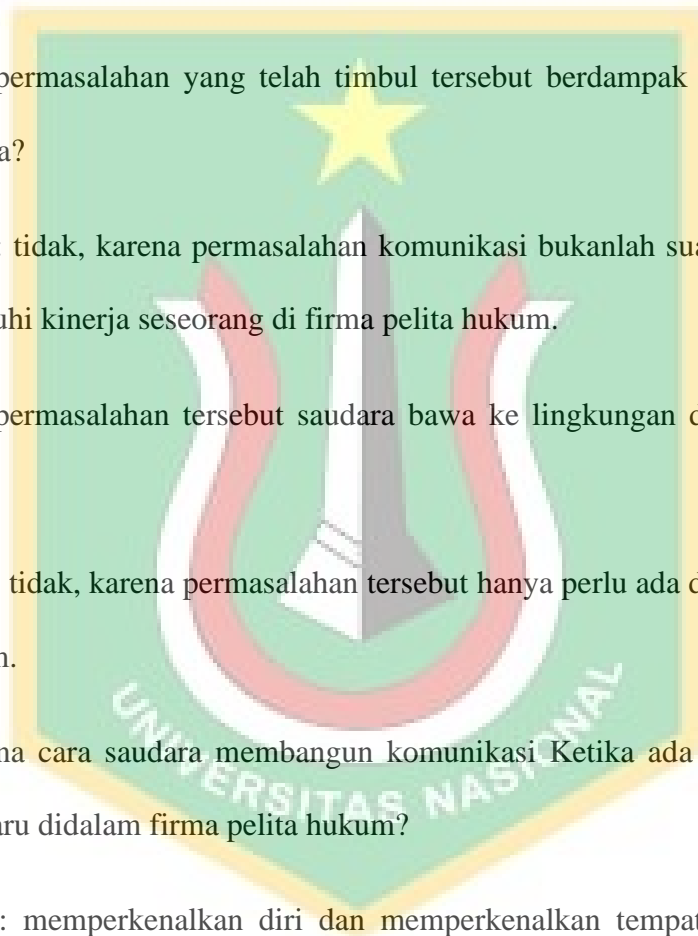 permasalahan yang telah timbul tersebut berdampak
a?
: tidak, karena permasalahan komunikasi bukanlah sua
uhi kinerja seseorang di firma pelita hukum.
permasalahan tersebut saudara bawa ke lingkungan d
: tidak, karena permasalahan tersebut hanya perlu ada d
n.
na cara saudara membangun komunikasi Ketika ada
aru didalam firma pelita hukum?
: memperkenalkan diri dan memperkenalkan tempat
UNIVERSITAS NASIONAL